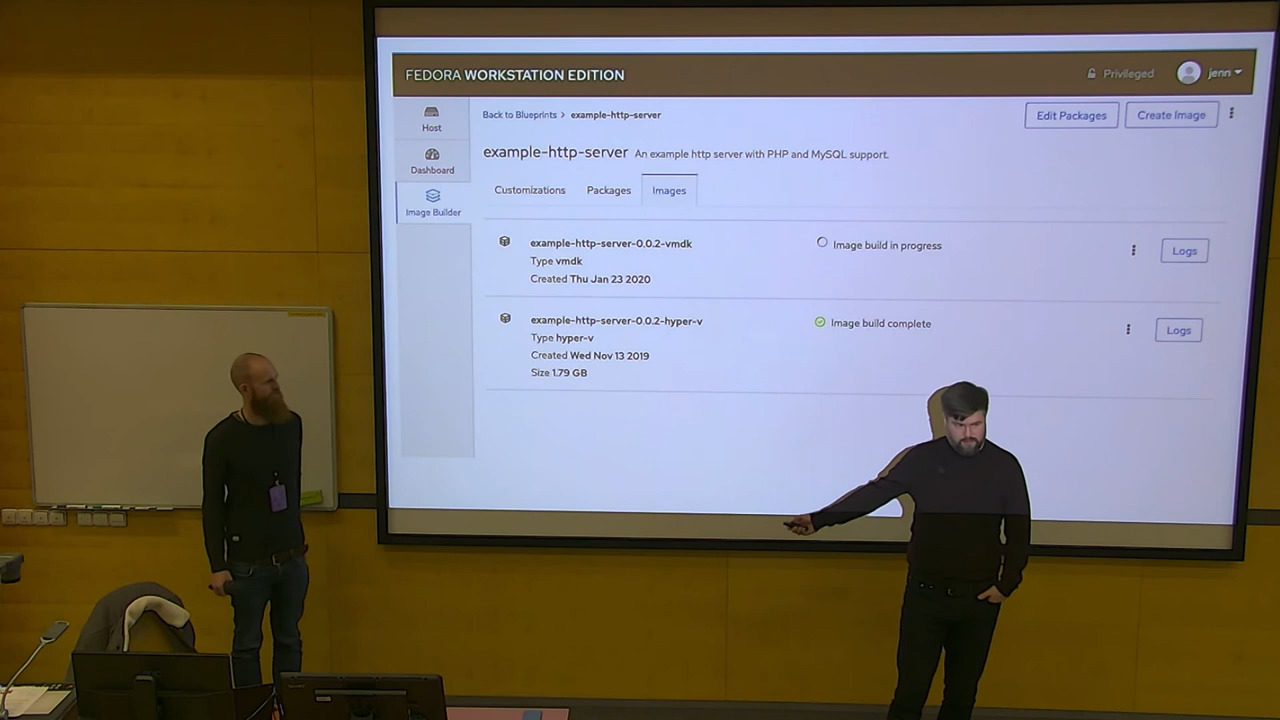 FEDORA WORKSTATION EDITION
Privileged
jenn
Host
Dashboard
Image Builder
Back to Blueprints > example-http-server
Edit Packages
Create Image
example-http-server An example http server with PHP and MySQL support.
Customizations Packages Images
example-http-server-0.0.2-vmdk
Type vmdk
Created Thu Jan 23 2020
Image build in progress
Logs
example-http-server-0.0.2-hyper-v
Type hyper-v
Created Wed Nov 13 2019
Size 1.79 GB
Image build complete
Logs